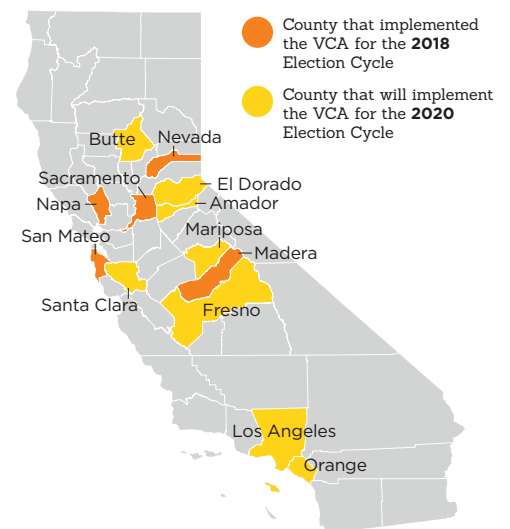 County that implemented
the VCA for the 2018
Election Cycle
County that will implement
the VCA for the 2020
Election Cycle
Butte
Nevada
Sacramento
El Dorado
Napa
Amador
Mariposa
San Mateo
Madera
Santa Clara
Fresno
Los Angeles
Orange